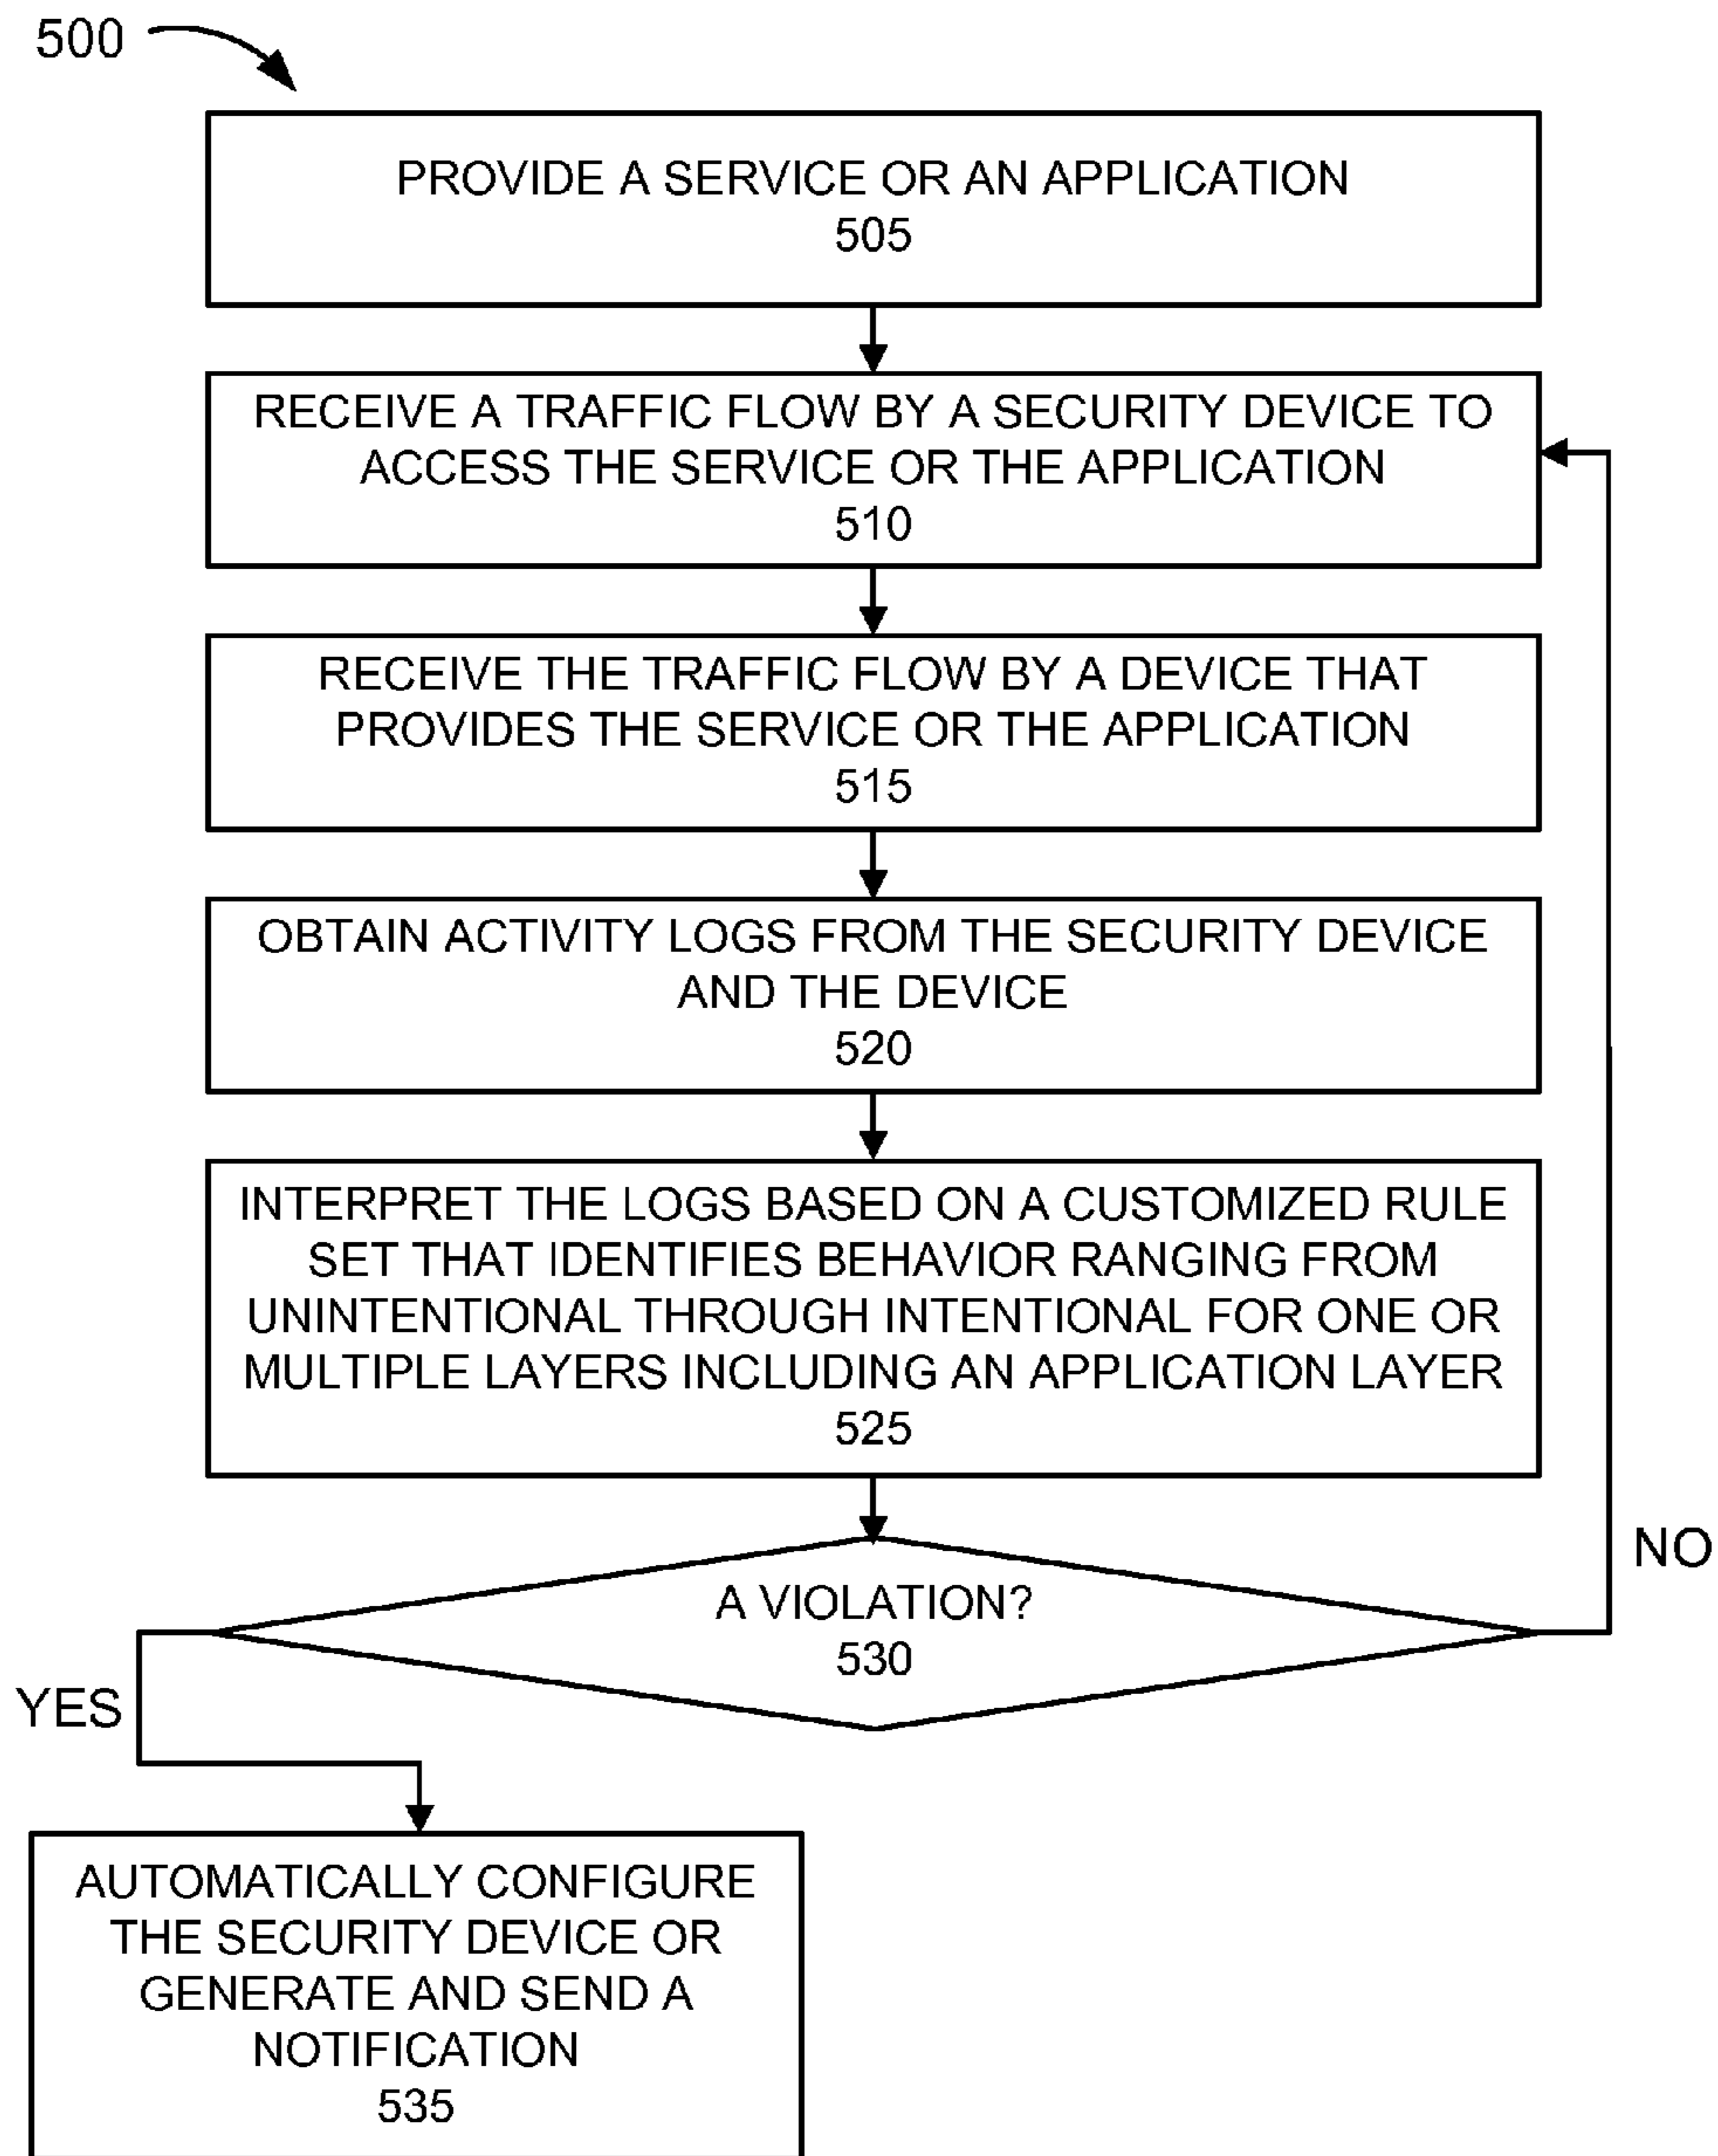 500
PROVIDE A SERVICE OR AN APPLICATION
505
RECEIVE A TRAFFIC FLOW BY A SECURITY DEVICE TO
ACCESS THE SERVICE OR THE APPLICATION
510
RECEIVE THE TRAFFIC FLOW BY A DEVICE THAT
PROVIDES THE SERVICE OR THE APPLICATION
515
OBTAIN ACTIVITY LOGS FROM THE SECURITY DEVICE
AND THE DEVICE
520
INTERPRET THE LOGS BASED ON A CUSTOMIZED RULE
SET THAT IDENTIFIES BEHAVIOR RANGING FROM
UNINTENTIONAL THROUGH INTENTIONAL FOR ONE OR
MULTIPLE LAYERS INCLUDING AN APPLICATION LAYER
525
A VIOLATION?
530
NO
YES
AUTOMATICALLY CONFIGURE
THE SECURITY DEVICE OR
GENERATE AND SEND A
NOTIFICATION
535